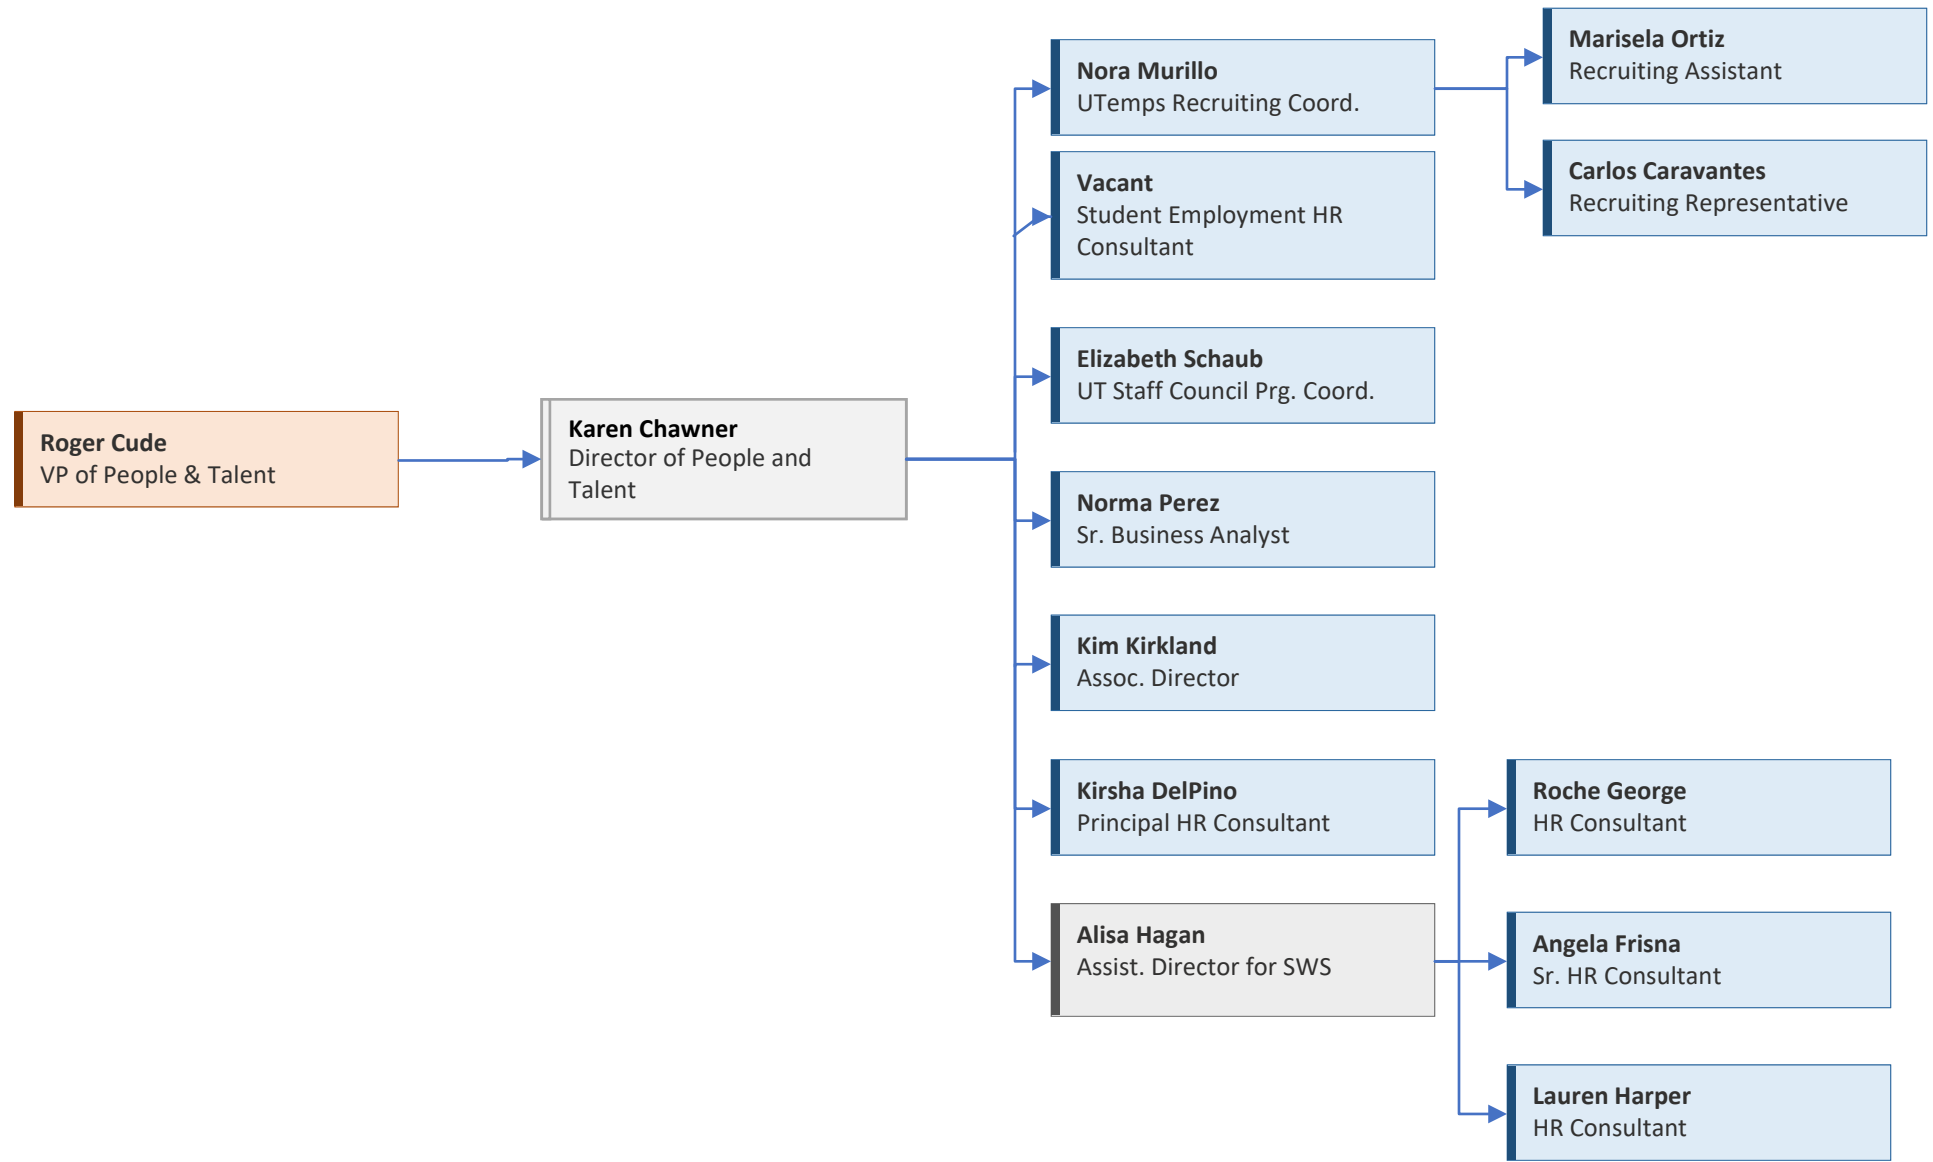 Roger Cude
VP of People & Talent
Karen Chawner
Director of People and
Talent
Nora Murillo
UTemps Recruiting Coord.
Marisela Ortiz
Recruiting Assistant
Carlos Caravantes
Recruiting Representative
Vacant
Student Employment HR
Consultant
Elizabeth Schaub
UT Staff Council Prg. Coord.
Norma Perez
Sr. Business Analyst
Kim Kirkland
Assoc. Director
Kirsha DelPino
Principal HR Consultant
Alisa Hagan
Assist. Director for SWS
Roche George
HR Consultant
Angela Frisna
Sr. HR Consultant
Lauren Harper
HR Consultant